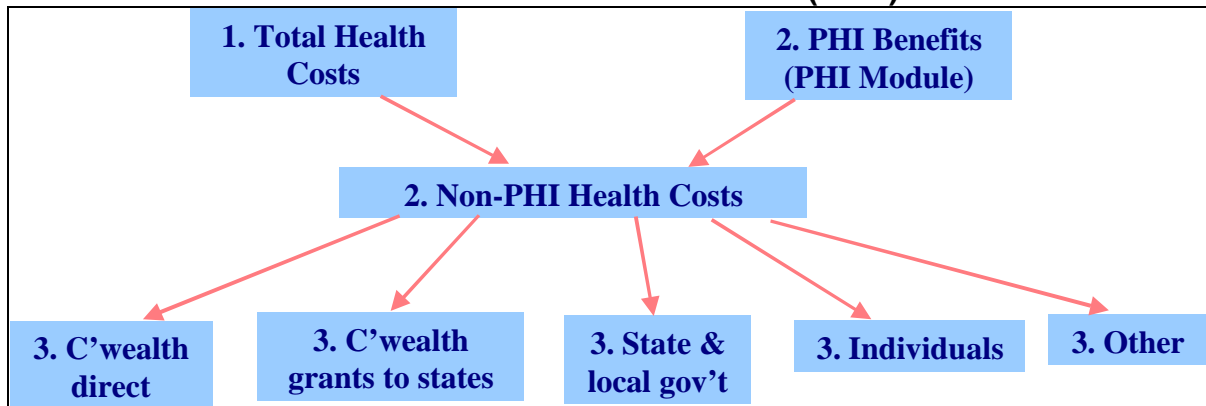 1. Total Health
Costs
2. PHI Benefits
(PHI Module)
2. Non-PHI Health Costs
3. C’wealth
direct
3. C’wealth
grants to states
3. State &
local gov’t
3. Individuals
3. Other